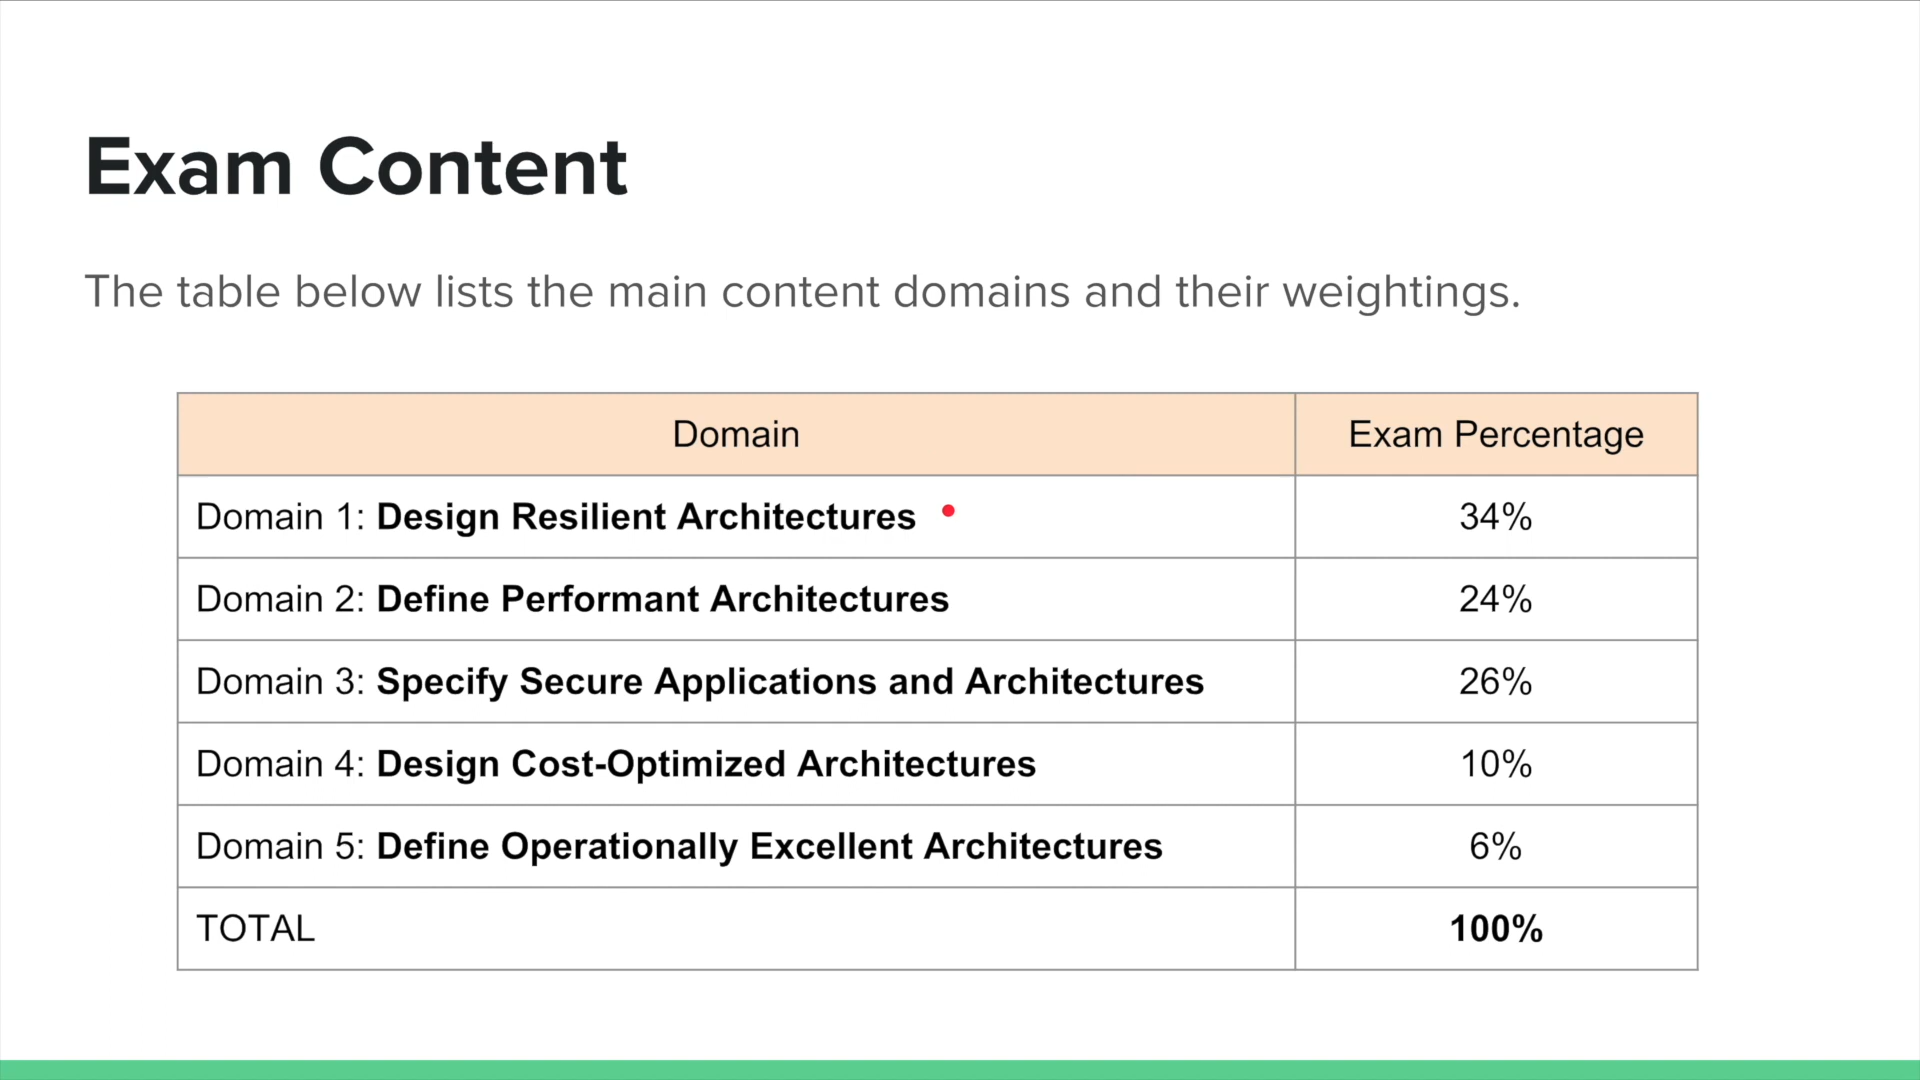 Exam Content
The table below lists the main content domains and their weightings.
Domain Exam Percentage
Domain 1: Design Resilient Architectures 34%
Domain 2: Define Performant Architectures 24%
Domain 3: Specify Secure Applications and Architectures 26%
Domain 4: Design Cost-Optimized Architectures 10%
Domain 5: Define Operationally Excellent Architectures 6%
TOTAL 100%